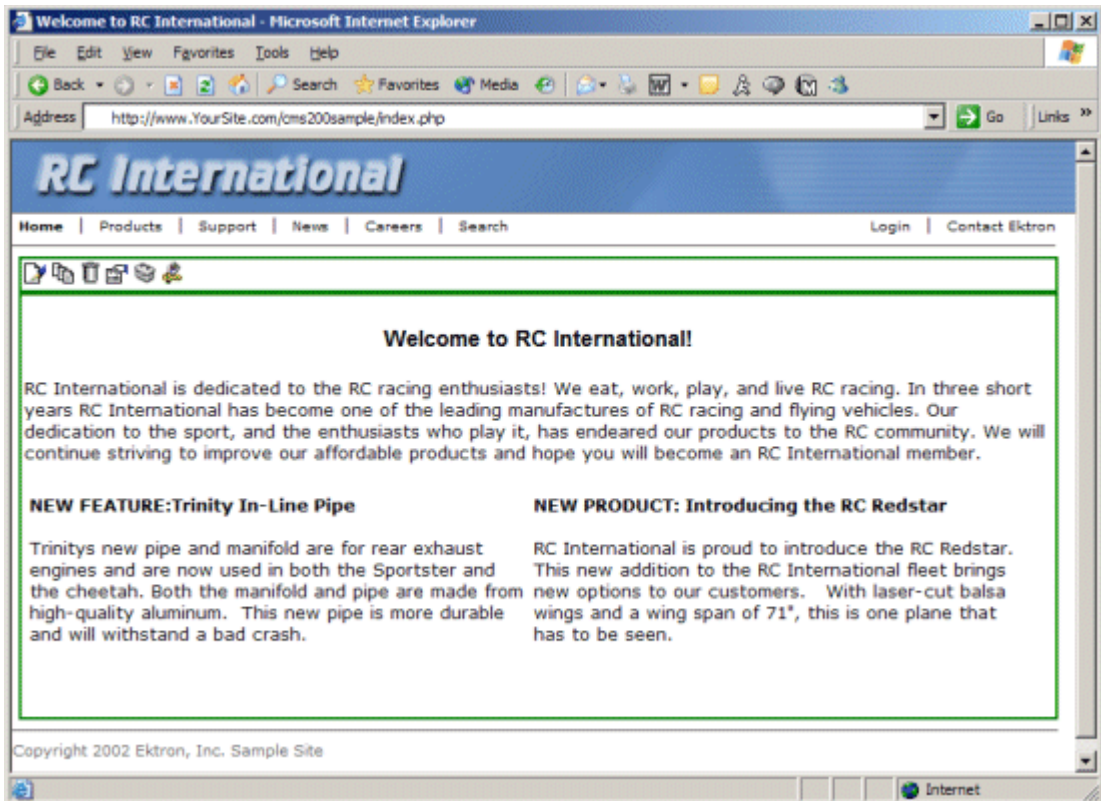 Welcome to RC International - Microsoft Internet Explorer
File Edit View Favorites Tools Help
Back Search Favorites Media
Address http://www.YourSite.com/cms200sample/index.php Go Links »
RC International
Home | Products | Support | News | Careers | Search Login | Contact Ektron
Welcome to RC International!
RC International is dedicated to the RC racing enthusiasts! We eat, work, play, and live RC racing. In three short
years RC International has become one of the leading manufactures of RC racing and flying vehicles. Our
dedication to the sport, and the enthusiasts who play it, has endeared our products to the RC community. We will
continue striving to improve our affordable products and hope you will become an RC International member.
NEW FEATURE:Trinity In-Line Pipe
Trinitys new pipe and manifold are for rear exhaust
engines and are now used in both the Sportster and
the cheetah. Both the manifold and pipe are made from
high-quality aluminum. This new pipe is more durable
and will withstand a bad crash.
NEW PRODUCT: Introducing the RC Redstar
RC International is proud to introduce the RC Redstar.
This new addition to the RC International fleet brings
new options to our customers. With laser-cut balsa
wings and a wing span of 71", this is one plane that
has to be seen.
Copyright 2002 Ektron, Inc. Sample Site
Internet